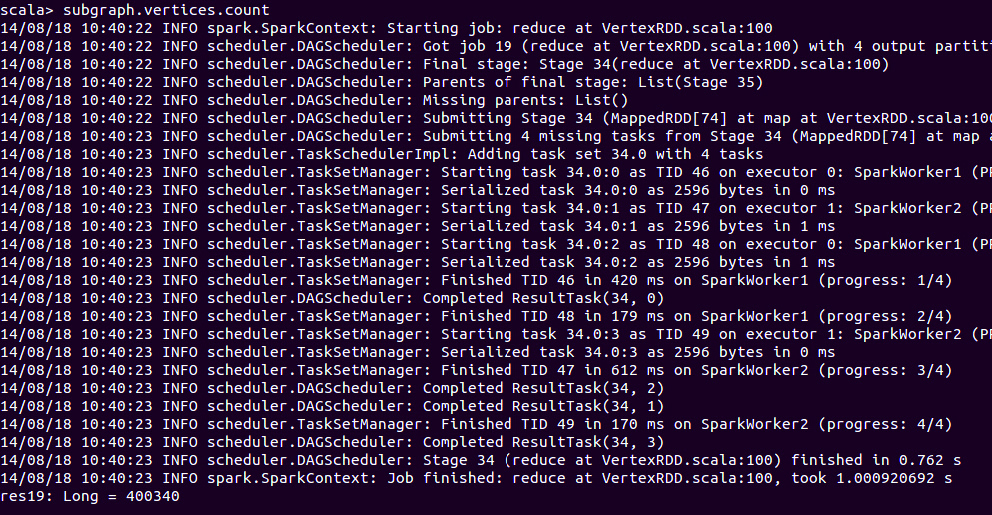 scala> subgraph.vertices.count
14/08/18 10:40:22 INFO spark.SparkContext: Starting job: reduce at VertexRDD.scala:100
14/08/18 10:40:22 INFO scheduler.DAGScheduler: Got job 19 (reduce at VertexRDD.scala:100) with 4 output partiti
14/08/18 10:40:22 INFO scheduler.DAGScheduler: Final stage: Stage 34(reduce at VertexRDD.scala:100)
14/08/18 10:40:22 INFO scheduler.DAGScheduler: Parents of final stage: List(Stage 35)
14/08/18 10:40:22 INFO scheduler.DAGScheduler: Missing parents: List()
14/08/18 10:40:22 INFO scheduler.DAGScheduler: Submitting Stage 34 (MappedRDD[74] at map at VertexRDD.scala:100
14/08/18 10:40:23 INFO scheduler.DAGScheduler: Submitting 4 missing tasks from Stage 34 (MappedRDD[74] at map a
14/08/18 10:40:23 INFO scheduler.TaskSchedulerImpl: Adding task set 34.0 with 4 tasks
14/08/18 10:40:23 INFO scheduler.TaskSetManager: Starting task 34.0:0 as TID 46 on executor 0: SparkWorker1 (PR
14/08/18 10:40:23 INFO scheduler.TaskSetManager: Serialized task 34.0:0 as 2596 bytes in 0 ms
14/08/18 10:40:23 INFO scheduler.TaskSetManager: Starting task 34.0:1 as TID 47 on executor 1: SparkWorker2 (PR
14/08/18 10:40:23 INFO scheduler.TaskSetManager: Serialized task 34.0:1 as 2596 bytes in 1 ms
14/08/18 10:40:23 INFO scheduler.TaskSetManager: Starting task 34.0:2 as TID 48 on executor 0: SparkWorker1 (PR
14/08/18 10:40:23 INFO scheduler.TaskSetManager: Serialized task 34.0:2 as 2596 bytes in 1 ms
14/08/18 10:40:23 INFO scheduler.TaskSetManager: Finished TID 46 in 420 ms on SparkWorker1 (progress: 1/4)
14/08/18 10:40:23 INFO scheduler.DAGScheduler: Completed ResultTask(34, 0)
14/08/18 10:40:23 INFO scheduler.TaskSetManager: Finished TID 48 in 179 ms on SparkWorker1 (progress: 2/4)
14/08/18 10:40:23 INFO scheduler.TaskSetManager: Starting task 34.0:3 as TID 49 on executor 1: SparkWorker2 (PR
14/08/18 10:40:23 INFO scheduler.TaskSetManager: Serialized task 34.0:3 as 2596 bytes in 0 ms
14/08/18 10:40:23 INFO scheduler.TaskSetManager: Finished TID 47 in 612 ms on SparkWorker2 (progress: 3/4)
14/08/18 10:40:23 INFO scheduler.DAGScheduler: Completed ResultTask(34, 2)
14/08/18 10:40:23 INFO scheduler.DAGScheduler: Completed ResultTask(34, 1)
14/08/18 10:40:23 INFO scheduler.TaskSetManager: Finished TID 49 in 170 ms on SparkWorker2 (progress: 4/4)
14/08/18 10:40:23 INFO scheduler.DAGScheduler: Completed ResultTask(34, 3)
14/08/18 10:40:23 INFO scheduler.DAGScheduler: Stage 34 (reduce at VertexRDD.scala:100) finished in 0.762 s
14/08/18 10:40:23 INFO spark.SparkContext: Job finished: reduce at VertexRDD.scala:100, took 1.000920692 s
res19: Long = 400340